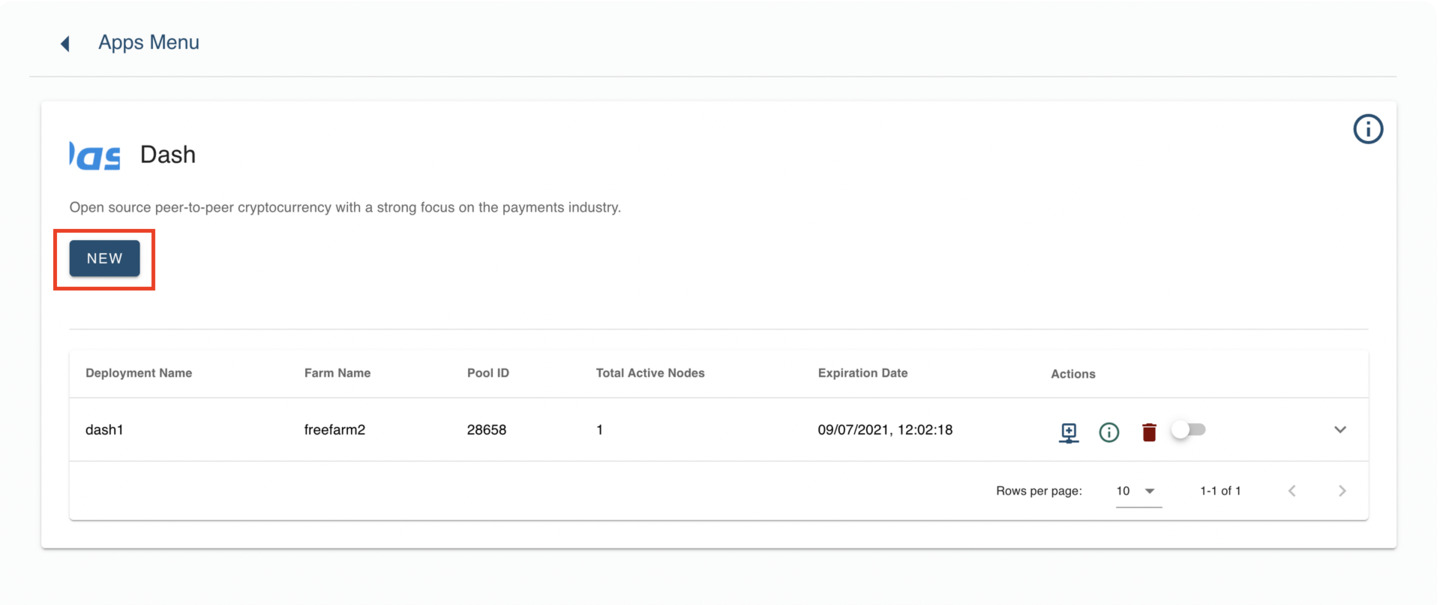 Apps Menu
Das Dash
Open source peer-to-peer cryptocurrency with a strong focus on the payments industry.
NEW
Deployment Name Farm Name Pool ID Total Active Nodes Expiration Date Actions
dash1 freefarm2 28658 1 09/07/2021, 12:02:18
Rows per page: 10 1-1 of 1